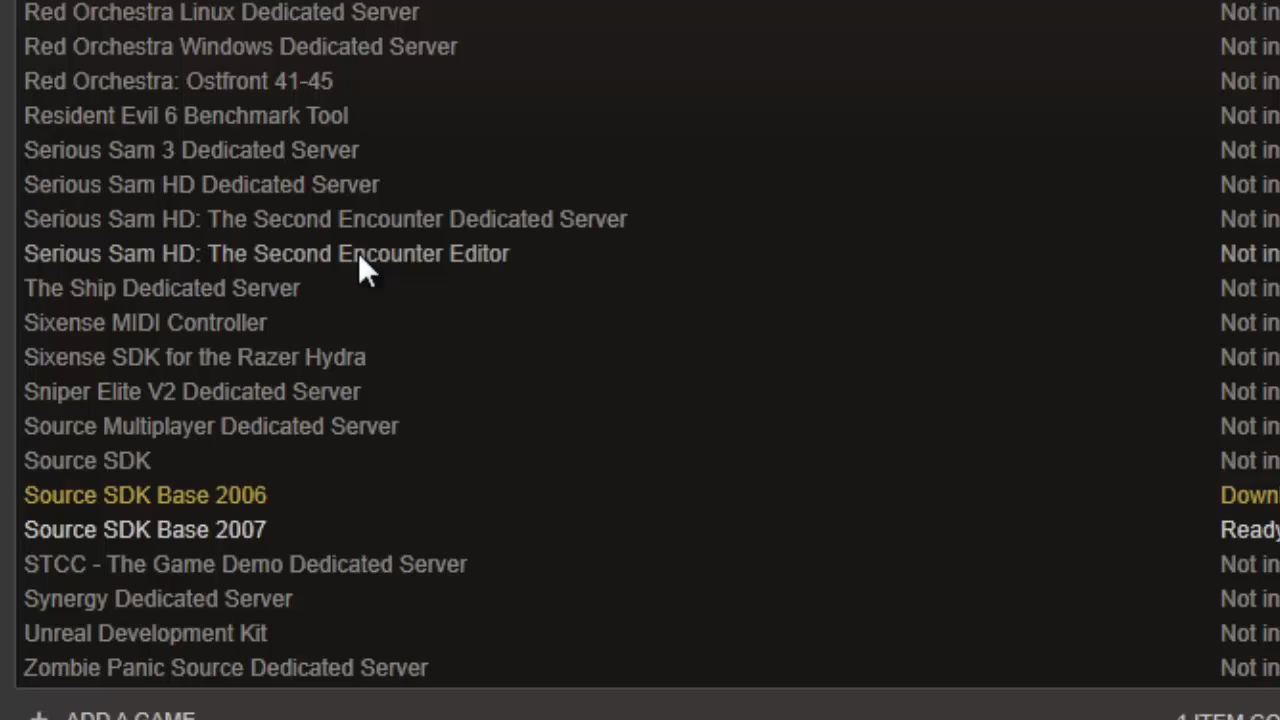 Red Orchestra Linux Dedicated Server Not in
Red Orchestra Windows Dedicated Server Not in
Red Orchestra: Ostfront 41-45 Not in
Resident Evil 6 Benchmark Tool Not in
Serious Sam 3 Dedicated Server Not in
Serious Sam HD Dedicated Server Not in
Serious Sam HD: The Second Encounter Dedicated Server Not in
Serious Sam HD: The Second Encounter Editor Not in
The Ship Dedicated Server Not in
Sixense MIDI Controller Not in
Sixense SDK for the Razer Hydra Not in
Sniper Elite V2 Dedicated Server Not in
Source Multiplayer Dedicated Server Not in
Source SDK Not in
Source SDK Base 2006 Down
Source SDK Base 2007 Ready
STCC - The Game Demo Dedicated Server Not in
Synergy Dedicated Server Not in
Unreal Development Kit Not in
Zombie Panic Source Dedicated Server Not in
+ ADD A GAME 1 ITEM CO